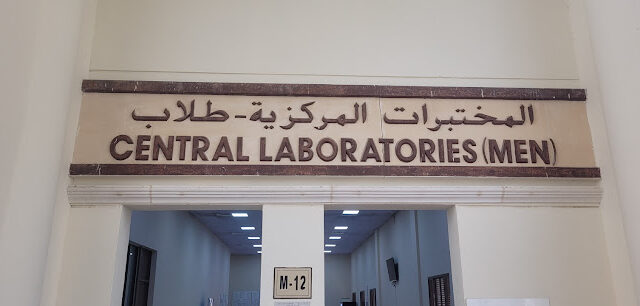 المختبرات المركزية - طلاب
CENTRAL LABORATORIES (MEN)
M-12